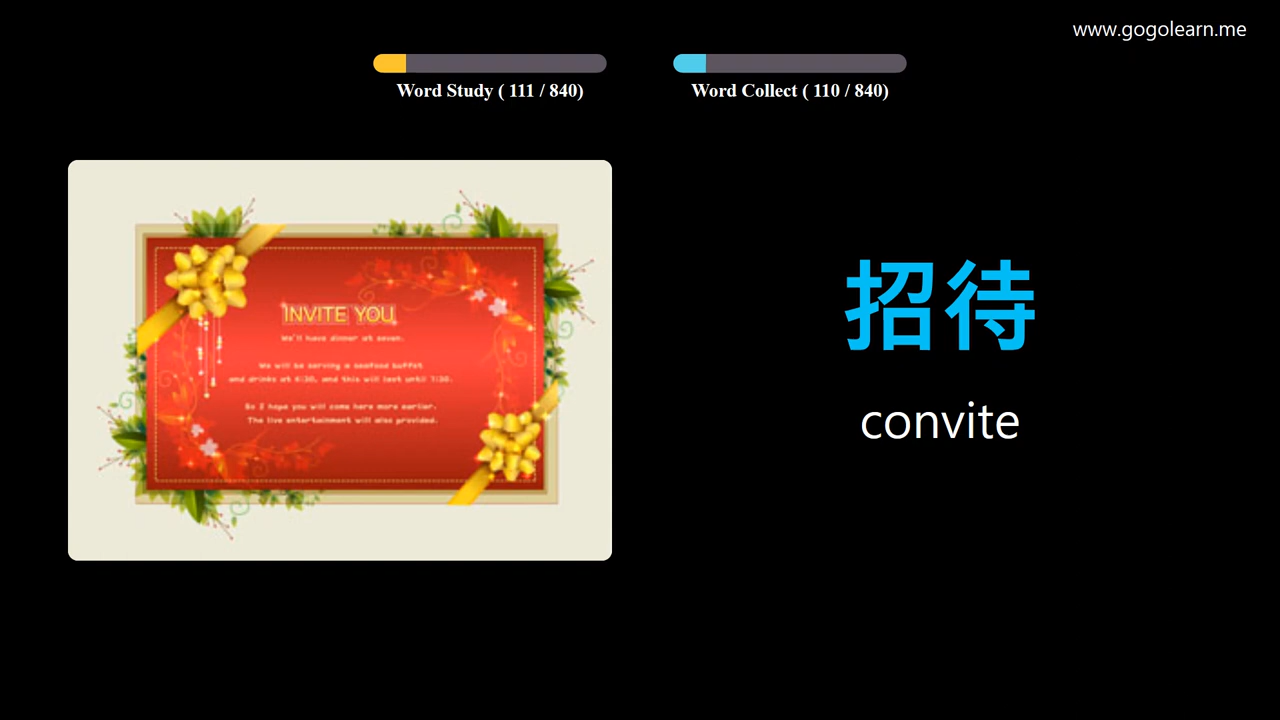 www.gogolearn.me
Word Study ( 111 / 840)
Word Collect ( 110 / 840)
INVITE YOU
We'll have dinner at seven.
We will be serving a seafood buffet
and drinks at 6:30, and this will last until 1:30.
So I hope you will come here more earlier.
The live entertainment will also provided.
招待
convite